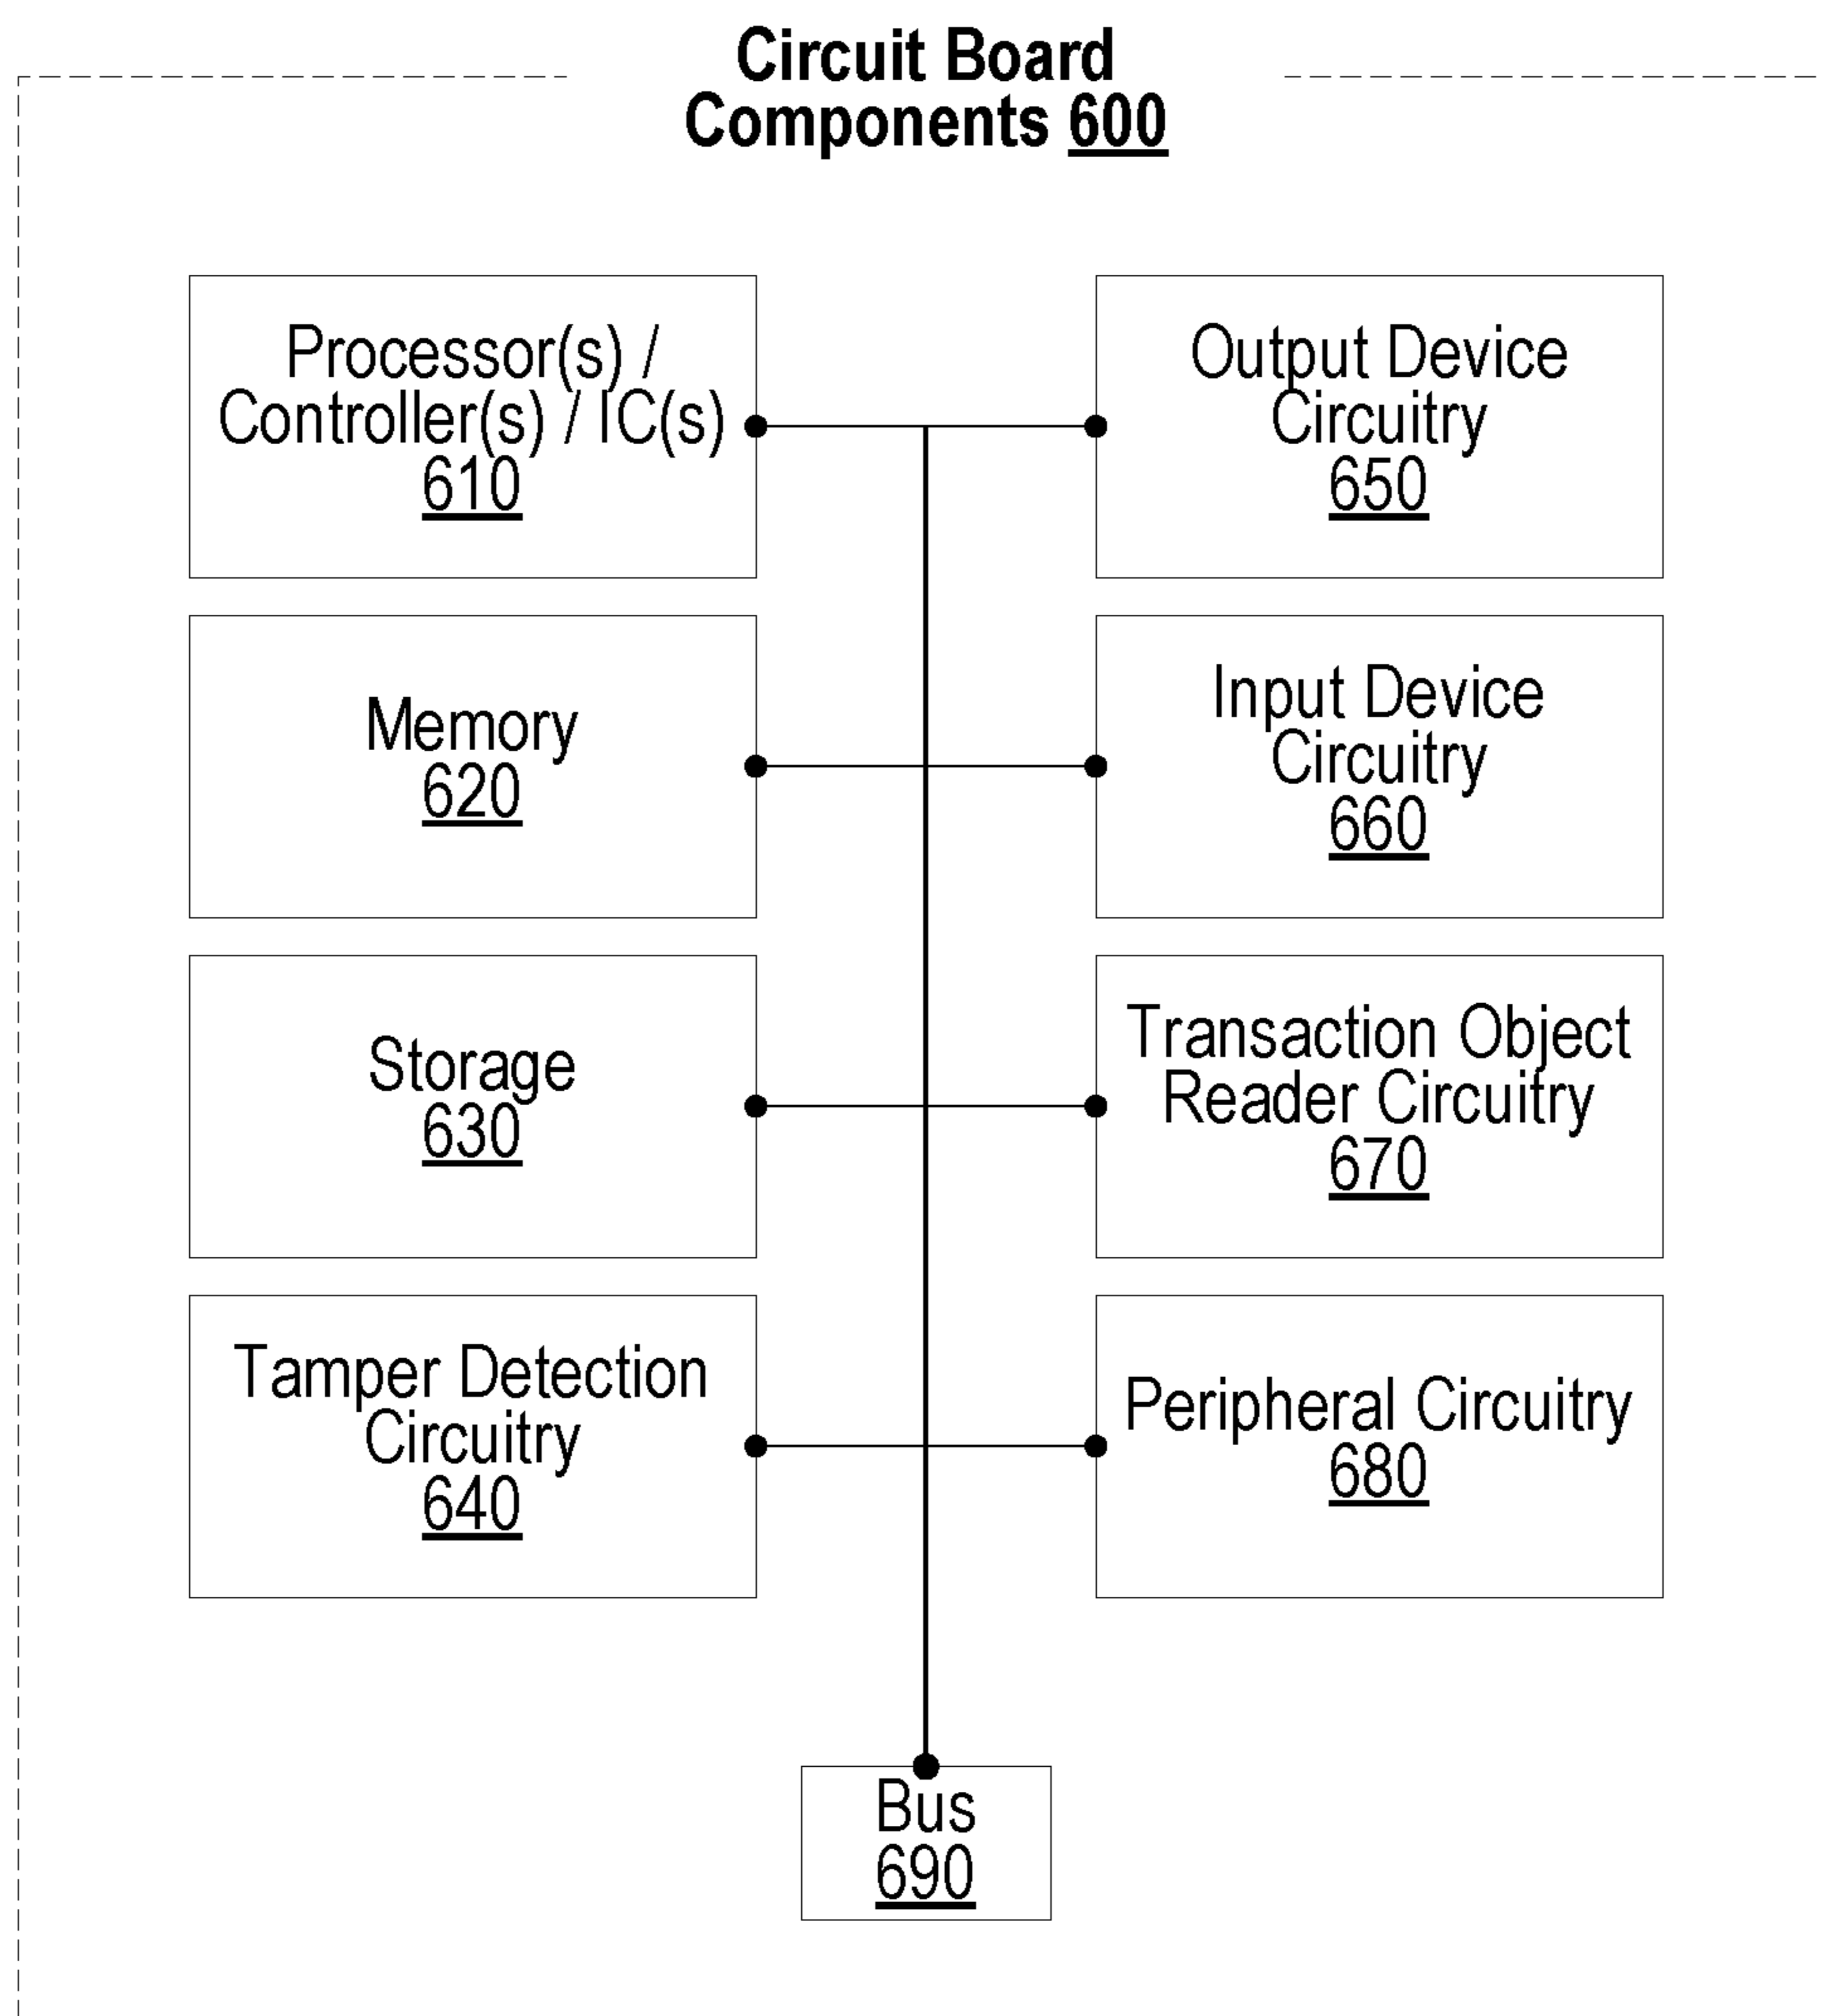 Circuit Board
Components 600
Processor(s) /
Controller(s) / IC(s)
610
Output Device
Circuitry
650
Memory
620
Input Device
Circuitry
660
Storage
630
Transaction Object
Reader Circuitry
670
Tamper Detection
Circuitry
640
Peripheral Circuitry
680
Bus
690